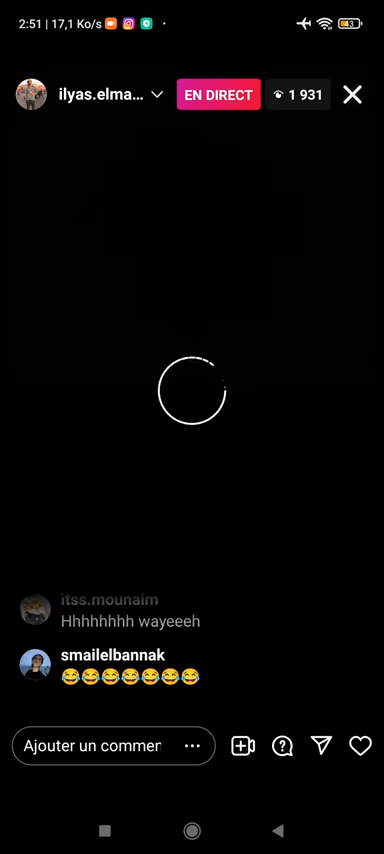 2:51 | 17,1 Ko/s
43
ilyas.elma...
EN DIRECT
1 931
itss.mounaim
Hhhhhhhh wayeeeh
smailelbannak
😂😂😂😂😂😂😂
Ajouter un commen